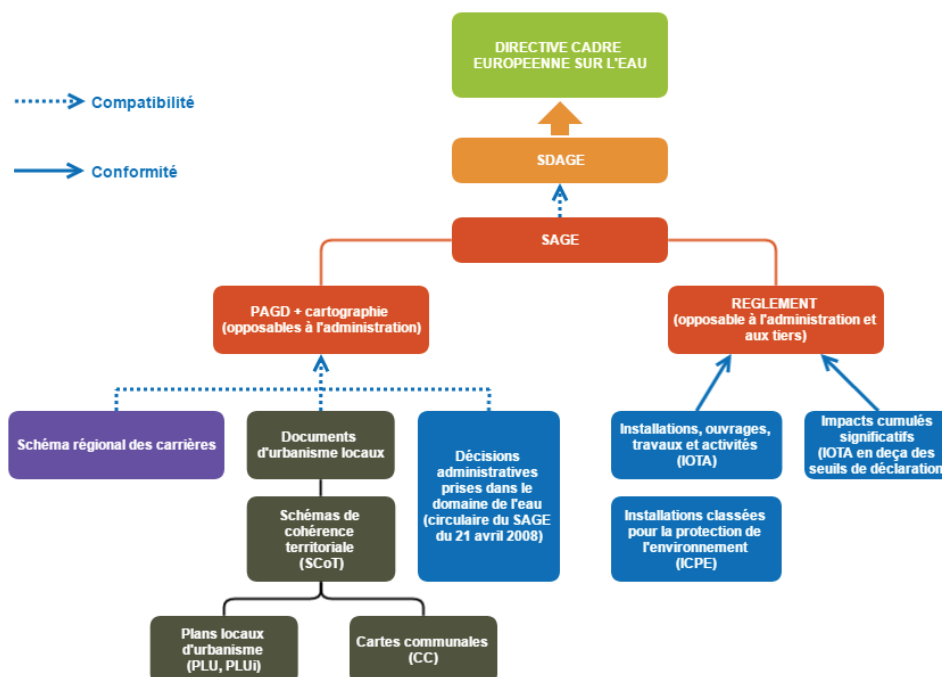 DIRECTIVE CADRE
EUROPEENNE SUR L'EAU
Compatibilité
Conformité
SDAGE
SAGE
PAGD + cartographie
(opposables à l'administration)
REGLEMENT
(opposable à l'administration et
aux tiers)
Schéma régional des carrières
Documents
d'urbanisme locaux
Décisions
administratives
prises dans le
domaine de l'eau
(circulaire du SAGE
du 21 avril 2008)
Installations, ouvrages,
travaux et activités
(IOTA)
Impacts cumulés
significatifs
(IOTA en deça des
seuils de déclaration
Schémas de
cohérence
territoriale
(SCoT)
Installations classées
pour la protection de
l'environnement
(ICPE)
Plans locaux
d'urbanisme
(PLU, PLUi)
Cartes communales
(CC)